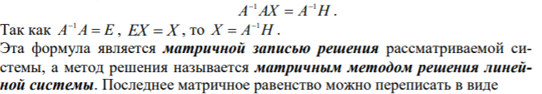 A⁻¹AX = A⁻¹H .
Так как A⁻¹A = E , EX = X , то X = A⁻¹H .
Эта формула является матричной записью решения рассматриваемой си-
стемы, а метод решения называется матричным методом решения линей-
ной системы. Последнее матричное равенство можно переписать в виде